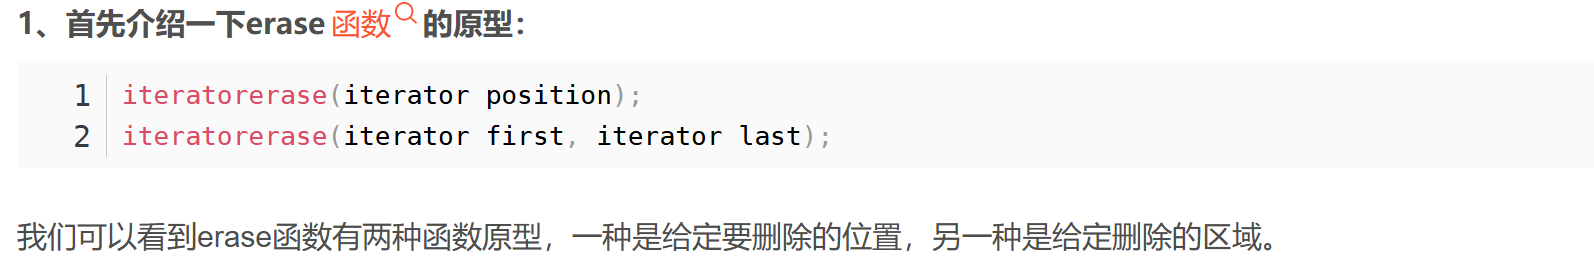 1、首先介绍一下erase 函数 的原型：
1 iteratorerase(iterator position);
2 iteratorerase(iterator first, iterator last);
我们可以看到erase函数有两种函数原型，一种是给定要删除的位置，另一种是给定删除的区域。